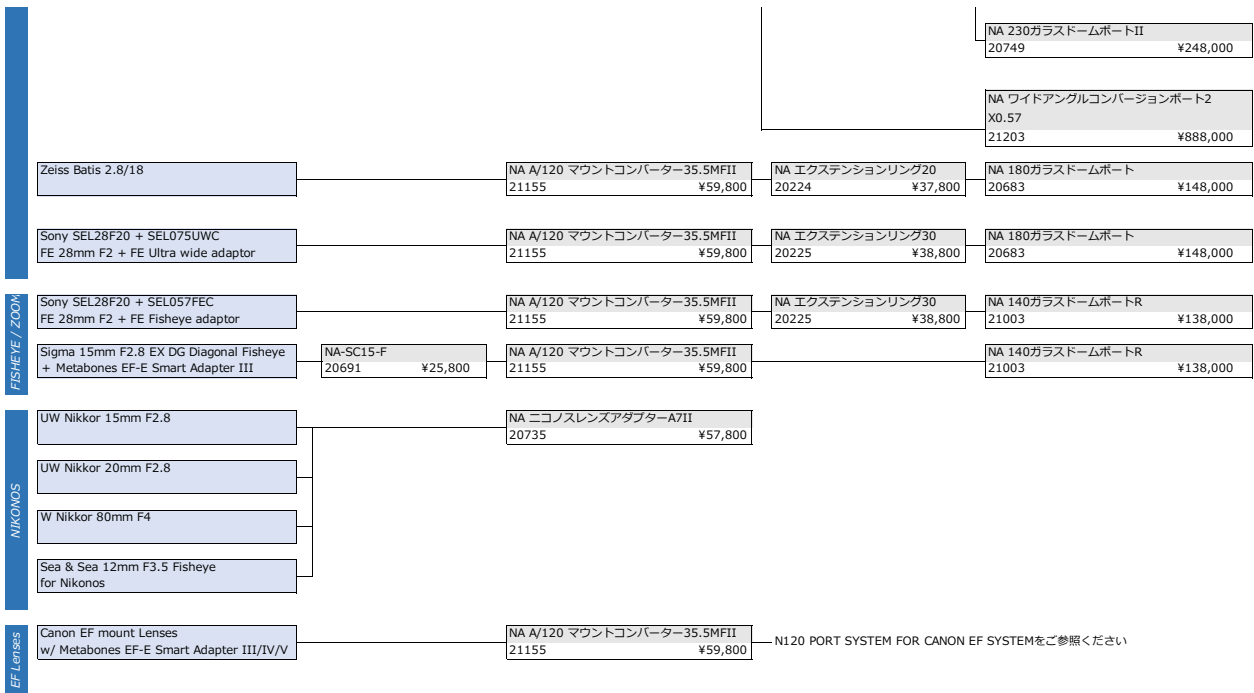 NA 230ガラスドームポートII
20749 ¥248,000
NA ワイドアングルコンバージョンポート2
X0.57
21203 ¥888,000
Zeiss Batis 2.8/18
NA A/120 マウントコンバーター35.5MFII
21155 ¥59,800
NA エクステンションリング20
20224 ¥37,800
NA 180ガラスドームポート
20683 ¥148,000
Sony SEL28F20 + SEL075UWC
FE 28mm F2 + FE Ultra wide adaptor
NA A/120 マウントコンバーター35.5MFII
21155 ¥59,800
NA エクステンションリング30
20225 ¥38,800
NA 180ガラスドームポート
20683 ¥148,000
FISHEYE / ZOOM
Sony SEL28F20 + SEL057FEC
FE 28mm F2 + FE Fisheye adaptor
NA A/120 マウントコンバーター35.5MFII
21155 ¥59,800
NA エクステンションリング30
20225 ¥38,800
NA 140ガラスドームポートR
21003 ¥138,000
Sigma 15mm F2.8 EX DG Diagonal Fisheye
+ Metabones EF-E Smart Adapter III
NA-SC15-F
20691 ¥25,800
NA A/120 マウントコンバーター35.5MFII
21155 ¥59,800
NA 140ガラスドームポートR
21003 ¥138,000
NIKONOS
UW Nikkor 15mm F2.8
NA ニコノスレンズアダプターA7II
20735 ¥57,800
UW Nikkor 20mm F2.8
W Nikkor 80mm F4
Sea & Sea 12mm F3.5 Fisheye
for Nikonos
EF Lenses
Canon EF mount Lenses
w/ Metabones EF-E Smart Adapter III/IV/V
NA A/120 マウントコンバーター35.5MFII
21155 ¥59,800
N120 PORT SYSTEM FOR CANON EF SYSTEMをご参照ください